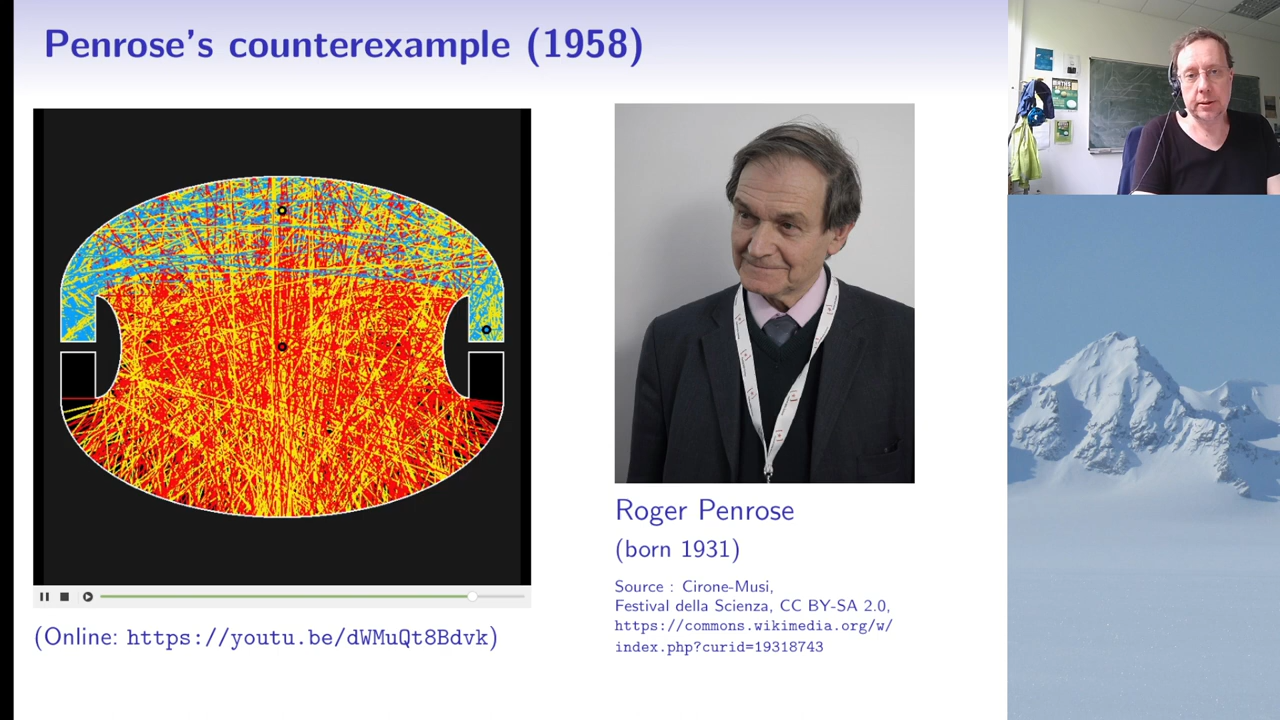 Penrose's counterexample (1958)
(Online: https://youtu.be/dWMuQt8Bdvk)
Roger Penrose
(born 1931)
Source : Cirone-Musi,
Festival della Scienza, CC BY-SA 2.0,
https://commons.wikimedia.org/w/
index.php?curid=19318743